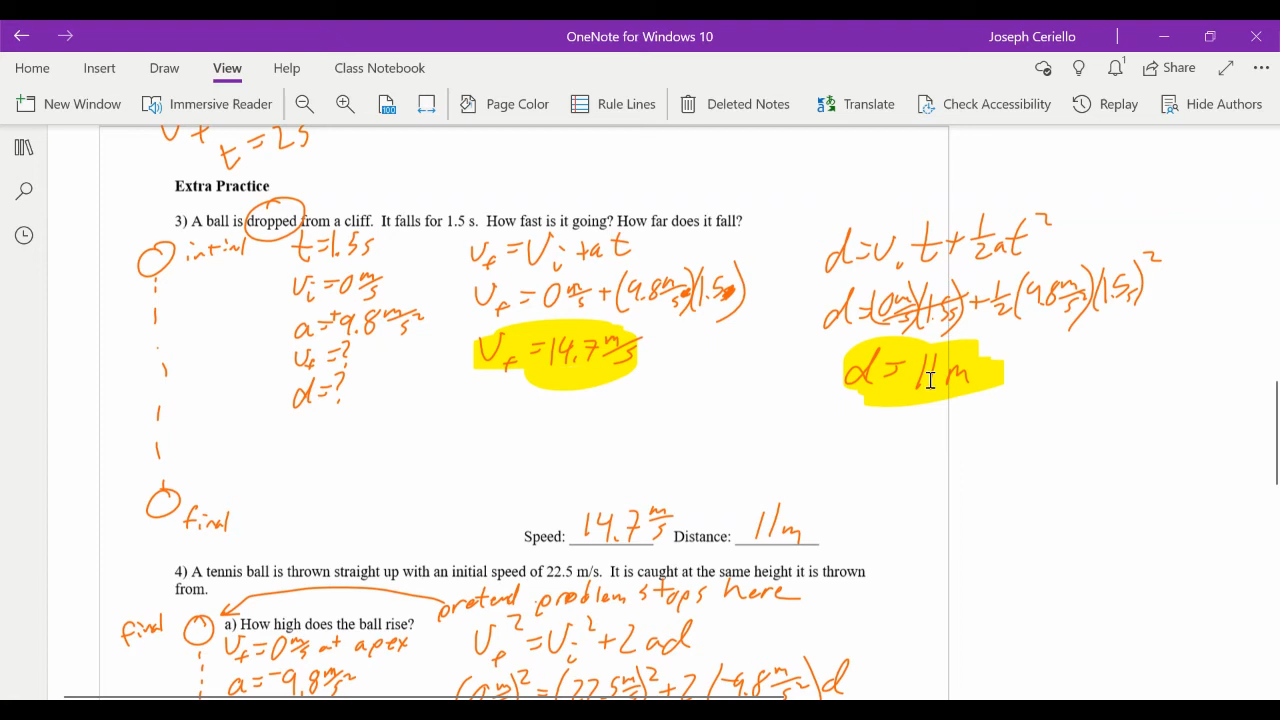 OneNote for Windows 10
Joseph Ceriello
Home Insert Draw View Help Class Notebook Share
New Window Immersive Reader 100 Page Color Rule Lines Deleted Notes Translate Check Accessibility Replay Hide Authors
t=2s
Extra Practice
3) A ball is dropped from a cliff. It falls for 1.5 s. How fast is it going? How far does it fall?
initial
t=1.5s
vi=0 m/s
a=+9.8 m/s²
vf=?
d=?
vf=vi+at
vf=0 m/s+(9.8 m/s)(1.5)
vf=14.7 m/s
d=vit+½at²
d=(0 m/s)(1.5s)+½(9.8 m/s²)(1.5s)²
d=11m
final
Speed: 14.7 m/s Distance: 11m
4) A tennis ball is thrown straight up with an initial speed of 22.5 m/s. It is caught at the same height it is thrown
from.
pretend problem stops here
final
a) How high does the ball rise?
vf=0 m/s at apex
a=-9.8 m/s²
vf²=vi²+2ad
(0 m/s)²=(22.5 m/s)²+2(-9.8 m/s²)d